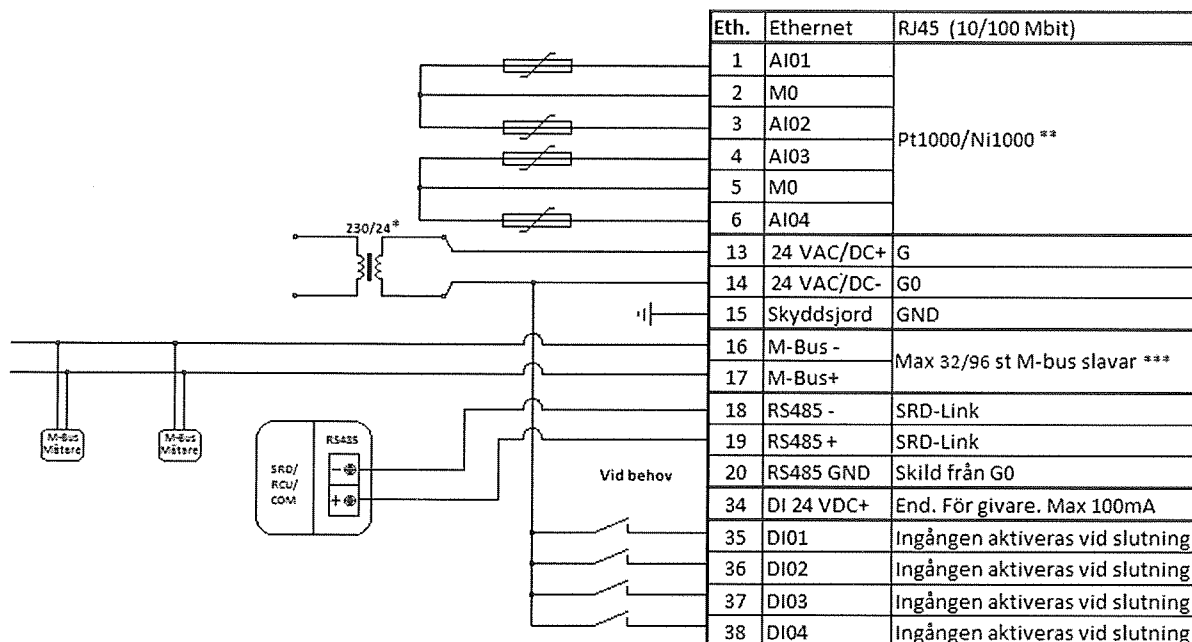 Eth. Ethernet RJ45 (10/100 Mbit)
1 AI01
2 M0
3 AI02
Pt1000/Ni1000 **
4 AI03
5 M0
6 AI04
230/24*
13 24 VAC/DC+ G
14 24 VAC/DC- G0
15 Skyddsjord GND
16 M-Bus -
Max 32/96 st M-bus slavar ***
17 M-Bus+
18 RS485 - SRD-Link
19 RS485 + SRD-Link
20 RS485 GND Skild från G0
34 DI 24 VDC+ End. För givare. Max 100mA
35 DI01 Ingången aktiveras vid slutning
36 DI02 Ingången aktiveras vid slutning
37 DI03 Ingången aktiveras vid slutning
38 DI04 Ingången aktiveras vid slutning
M-Bus
Mätare
M-Bus
Mätare
RS485
SRD/
RCU/
COM
-
+
Vid behov